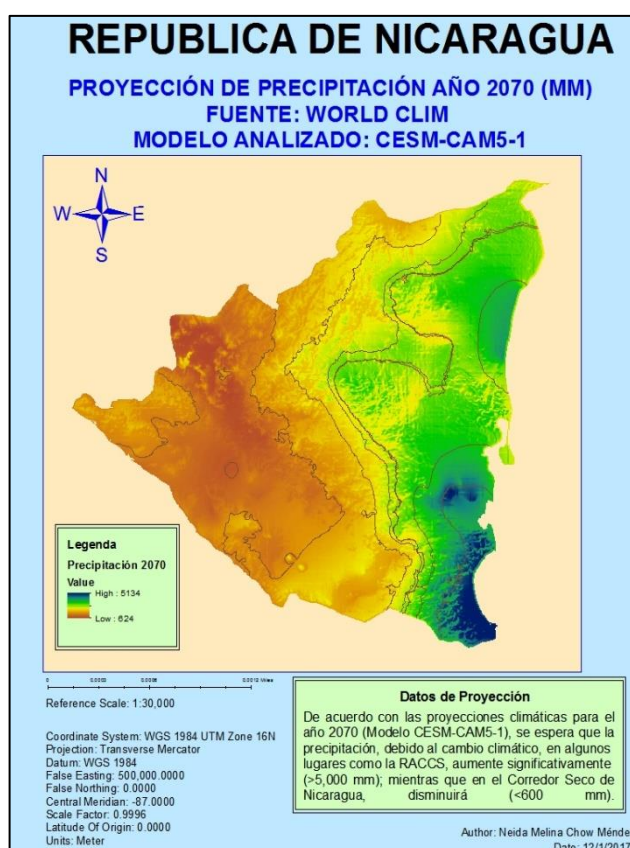 REPUBLICA DE NICARAGUA
PROYECCIÓN DE PRECIPITACIÓN AÑO 2070 (MM)
FUENTE: WORLD CLIM
MODELO ANALIZADO: CESM-CAM5-1
N
W
E
S
Legenda
Precipitación 2070
Value
High : 5134
Low : 624
Reference Scale: 1:30,000
Coordinate System: WGS 1984 UTM Zone 16N
Projection: Transverse Mercator
Datum: WGS 1984
False Easting: 500,000.0000
False Northing: 0.0000
Central Meridian: -87.0000
Scale Factor: 0.9996
Latitude Of Origin: 0.0000
Units: Meter
Datos de Proyección
De acuerdo con las proyecciones climáticas para el
año 2070 (Modelo CESM-CAM5-1), se espera que la
precipitación, debido al cambio climático, en algunos
lugares como la RACCS, aumente significativamente
(>5,000 mm); mientras que en el Corredor Seco de
Nicaragua, disminuirá (<600 mm).
Author: Neida Melina Chow Ménde
Date: 12/1/2017